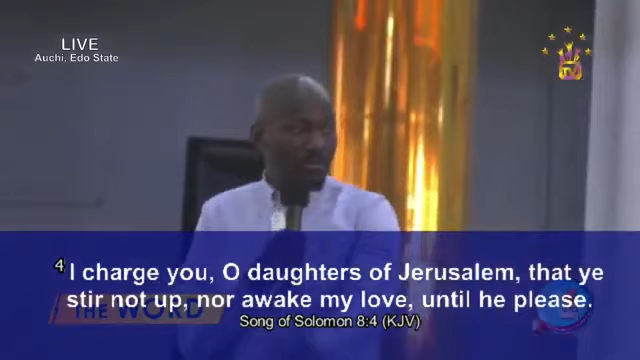 LIVE
Auchi, Edo State
4 I charge you, O daughters of Jerusalem, that ye
stir not up, nor awake my love, until he please.
THE WORD
Song of Solomon 8:4 (KJV)